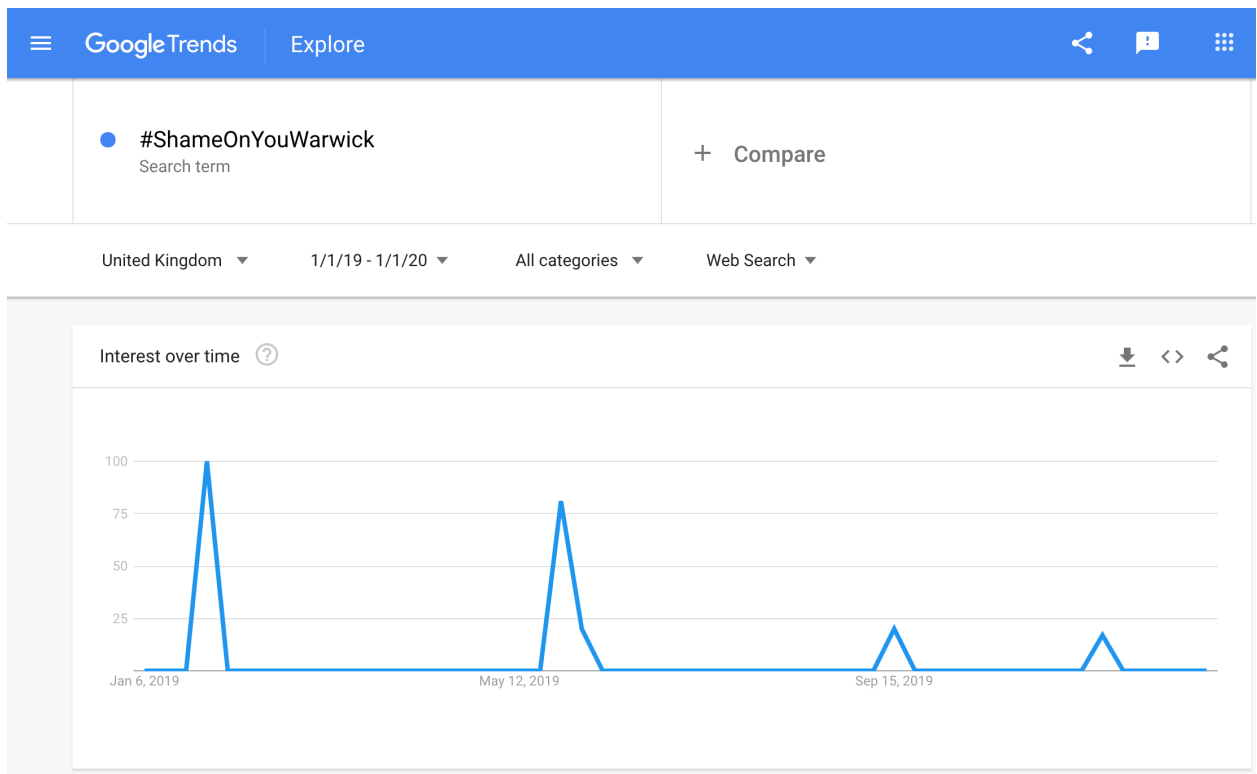 Google Trends Explore
#ShameOnYouWarwick
Search term
+ Compare
United Kingdom 1/1/19 - 1/1/20 All categories Web Search
Interest over time
100
75
50
25
Jan 6, 2019 May 12, 2019 Sep 15, 2019